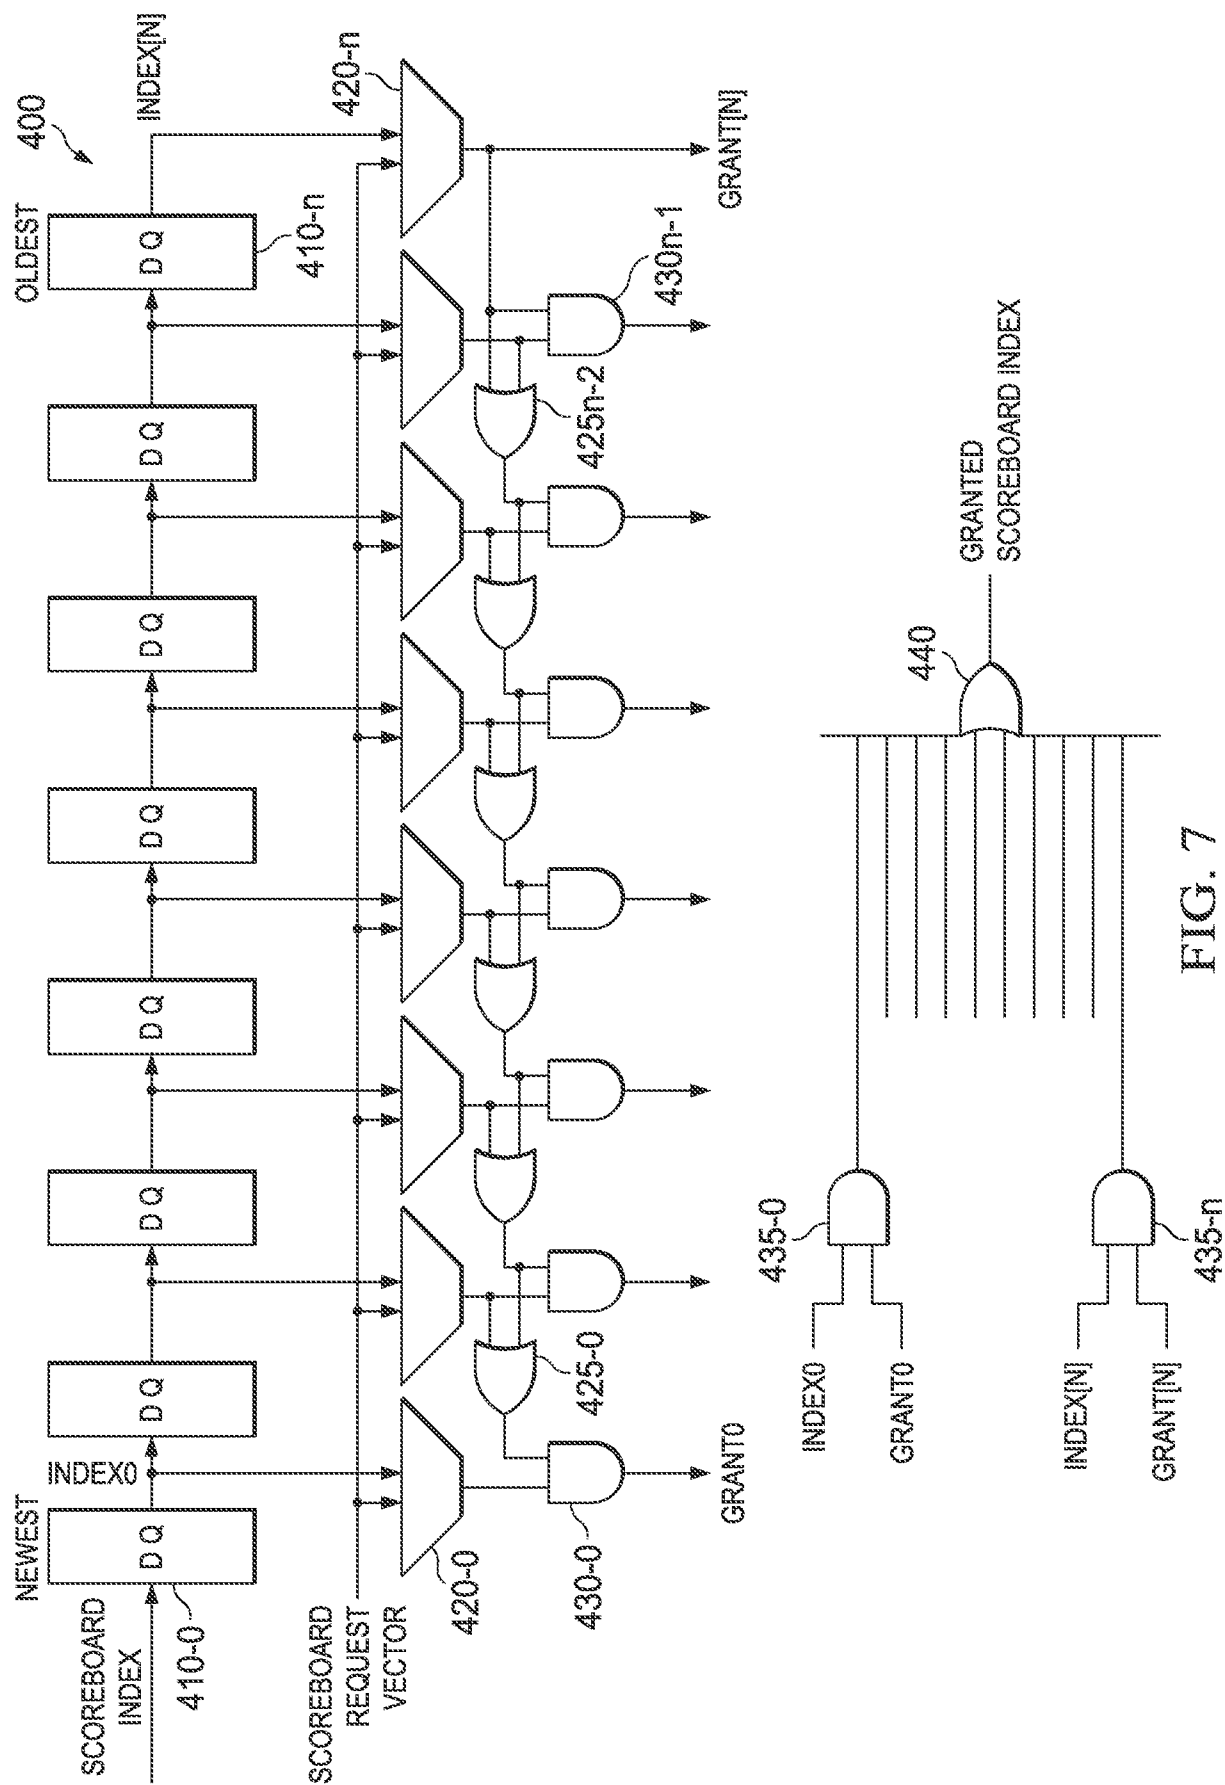 400
NEWEST
OLDEST
SCOREBOARD
INDEX
INDEX0
INDEX[N]
D Q
D Q
D Q
D Q
D Q
D Q
D Q
D Q
410-0
410-n
SCOREBOARD
REQUEST
VECTOR
420-0
420-n
425-0
425n-2
430-0
430n-1
GRANT0
GRANT[N]
INDEX0
GRANT0
435-0
INDEX[N]
GRANT[N]
435-n
440
GRANTED
SCOREBOARD INDEX
FIG. 7